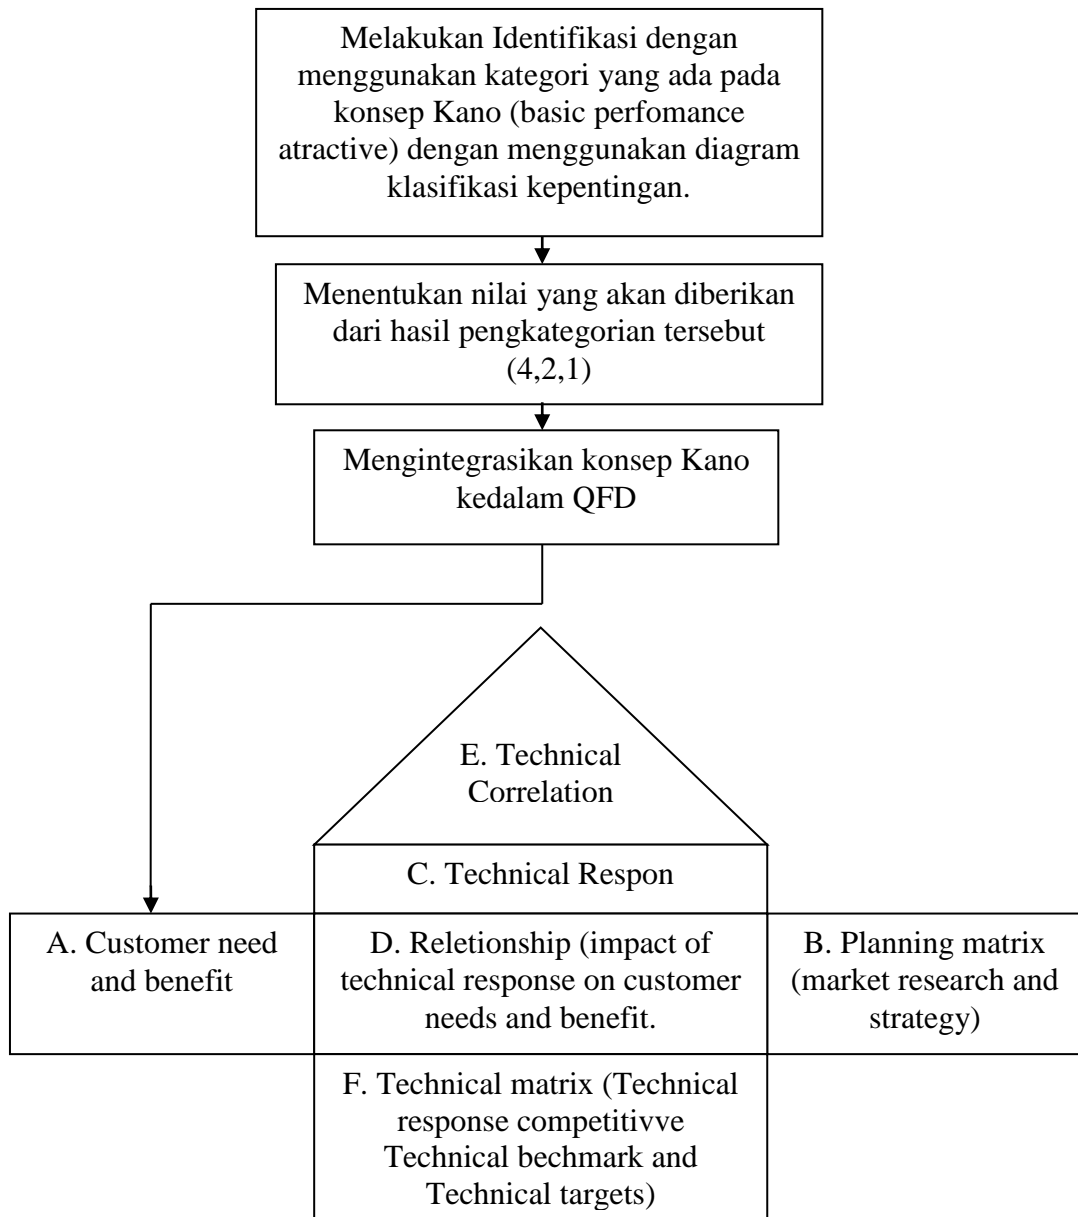 Melakukan Identifikasi dengan
menggunakan kategori yang ada pada
konsep Kano (basic perfomance
atractive) dengan menggunakan diagram
klasifikasi kepentingan.
Menentukan nilai yang akan diberikan
dari hasil pengkategorian tersebut
(4,2,1)
Mengintegrasikan konsep Kano
kedalam QFD
E. Technical
Correlation
C. Technical Respon
A. Customer need
and benefit
D. Reletionship (impact of
technical response on customer
needs and benefit.
B. Planning matrix
(market research and
strategy)
F. Technical matrix (Technical
response competitivve
Technical bechmark and
Technical targets)